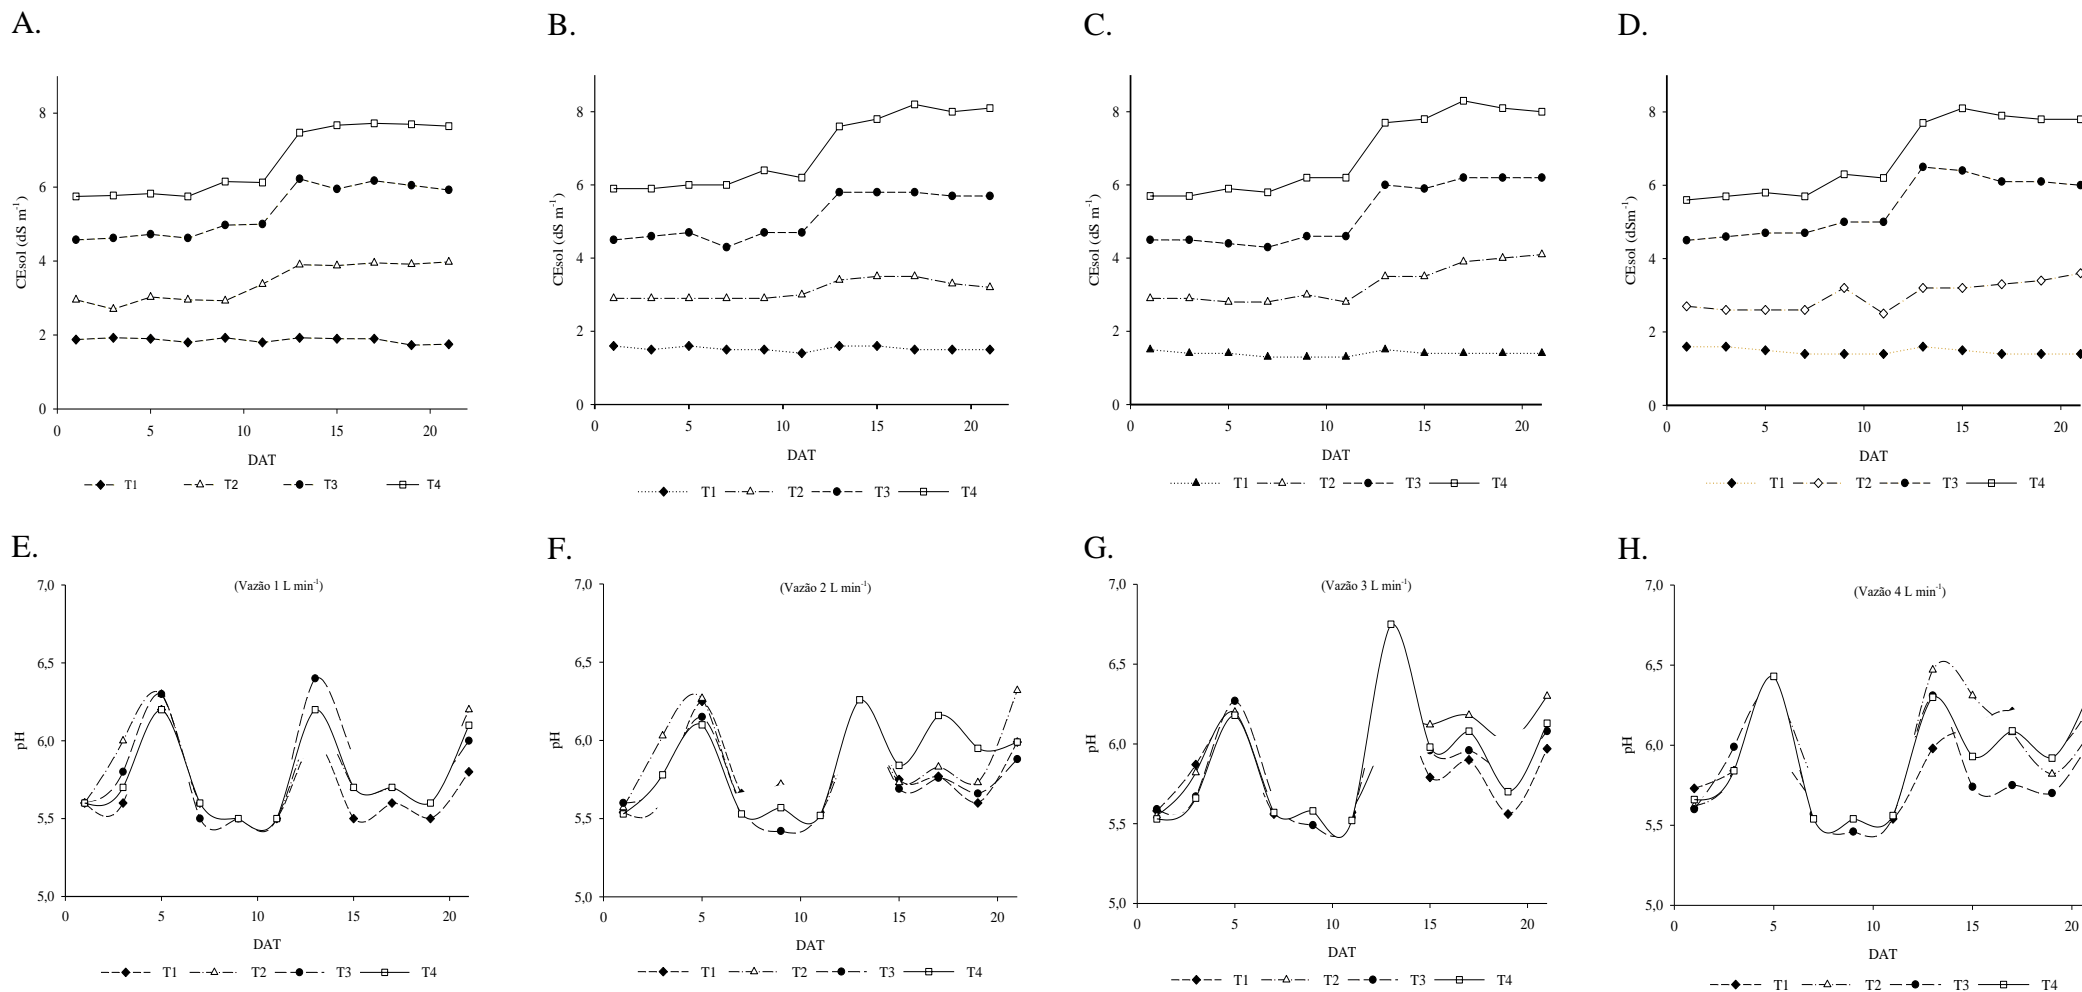 A.
B.
C.
D.
8
6
4
2
0
0 5 10 15 20
CEsol (dS m-1)
DAT
T1 T2 T3 T4
8
6
4
2
0
0 5 10 15 20
CEsol (dS m-1)
DAT
T1 T2 T3 T4
8
6
4
2
0
0 5 10 15 20
CEsol (dS m-1)
DAT
T1 T2 T3 T4
8
6
4
2
0
0 5 10 15 20
CEsol (dSm-1)
DAT
T1 T2 T3 T4
E.
F.
G.
H.
(Vazão 1 L min-1)
7,0
6,5
6,0
5,5
5,0
0 5 10 15 20
pH
DAT
T1 T2 T3 T4
(Vazão 2 L min-1)
7,0
6,5
6,0
5,5
5,0
0 5 10 15 20
pH
DAT
T1 T2 T3 T4
(Vazão 3 L min-1)
7,0
6,5
6,0
5,5
5,0
0 5 10 15 20
pH
DAT
T1 T2 T3 T4
(Vazão 4 L min-1)
7,0
6,5
6,0
5,5
5,0
0 5 10 15 20
pH
DAT
T1 T2 T3 T4